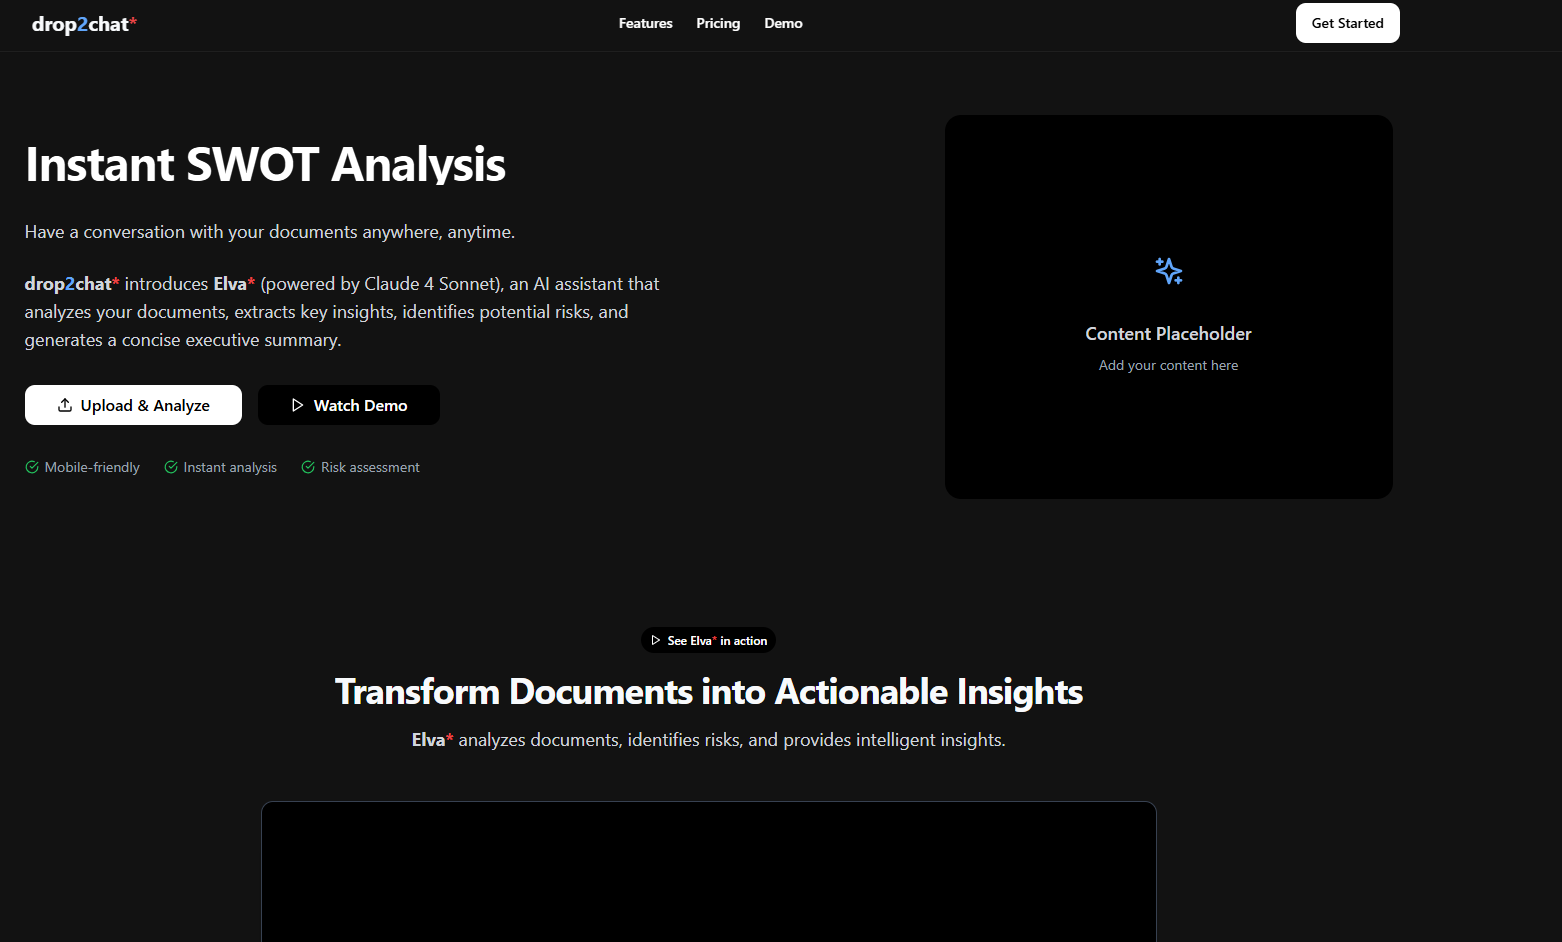 drop2chat*
Features
Pricing
Demo
Get Started
Instant SWOT Analysis
Have a conversation with your documents anywhere, anytime.
drop2chat* introduces Elva* (powered by Claude 4 Sonnet), an AI assistant that
analyzes your documents, extracts key insights, identifies potential risks, and
generates a concise executive summary.
Upload & Analyze
Watch Demo
Mobile-friendly
Instant analysis
Risk assessment
Content Placeholder
Add your content here
See Elva* in action
Transform Documents into Actionable Insights
Elva* analyzes documents, identifies risks, and provides intelligent insights.